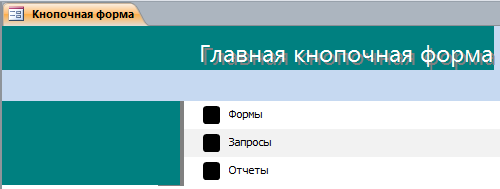 Кнопочная форма
Главная кнопочная форма
Формы
Запросы
Отчеты